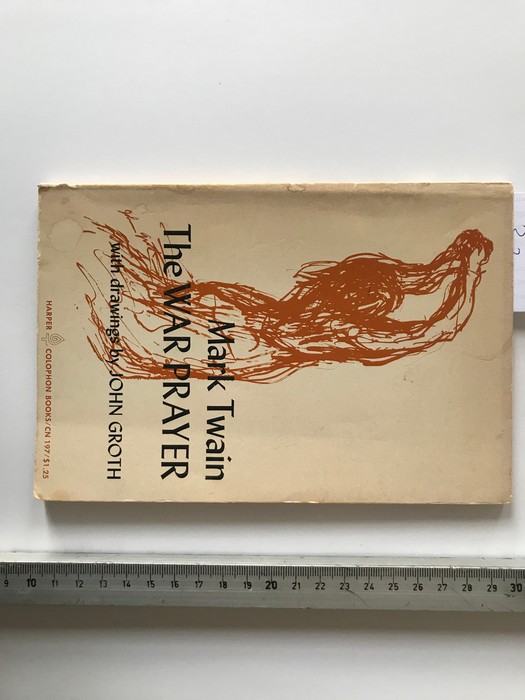 Mark Twain
The WAR PRAYER
with drawings by JOHN GROTH
HARPER COLOPHON BOOKS/CN 197/$1.25
9 10 11 12 13 14 15 16 17 18 19 20 21 22 23 24 25 26 27 28 29 30